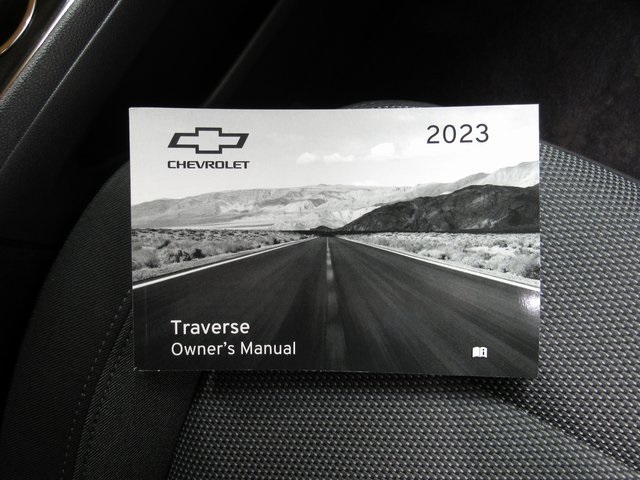 CHEVROLET
2023
Traverse
Owner's Manual